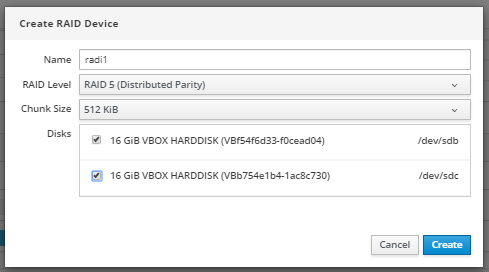 Create RAID Device
Name radi1
RAID Level RAID 5 (Distributed Parity)
Chunk Size 512 KiB
Disks 16 GiB VBOX HARDDISK (VBf54f6d33-f0cead04) /dev/sdb
16 GiB VBOX HARDDISK (VBb754e1b4-1ac8c730) /dev/sdc
Cancel Create